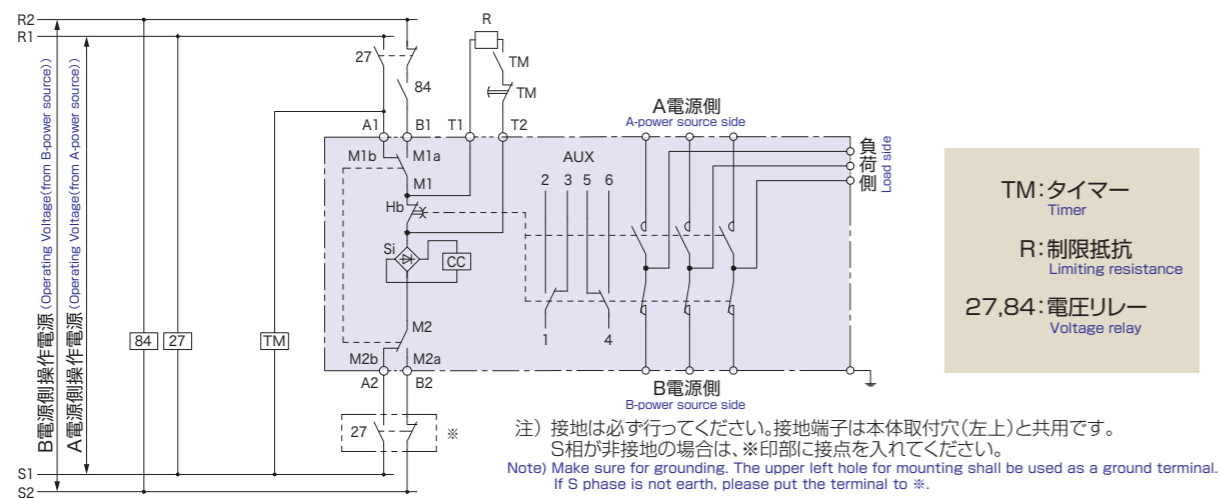 R2
R1
B電源側操作電源 (Operating Voltage(from B-power source))
A電源側操作電源 (Operating Voltage(from A-power source))
84
27
TM
S1
S2
27
84
R
TM
TM
A1
B1
T1
T2
M1b
M1a
M1
Hb
Si
CC
M2
M2b
M2a
A2
B2
27
※
AUX
2
3
5
6
1
4
A電源側
A-power source side
負荷側
Load side
B電源側
B-power source side
TM:タイマー
Timer
R:制限抵抗
Limiting resistance
27,84:電圧リレー
Voltage relay
注) 接地は必ず行ってください。接地端子は本体取付穴(左上)と共用です。
S相が非接地の場合は、※印部に接点を入れてください。
Note) Make sure for grounding. The upper left hole for mounting shall be used as a ground terminal.
If S phase is not earth, please put the terminal to ※.